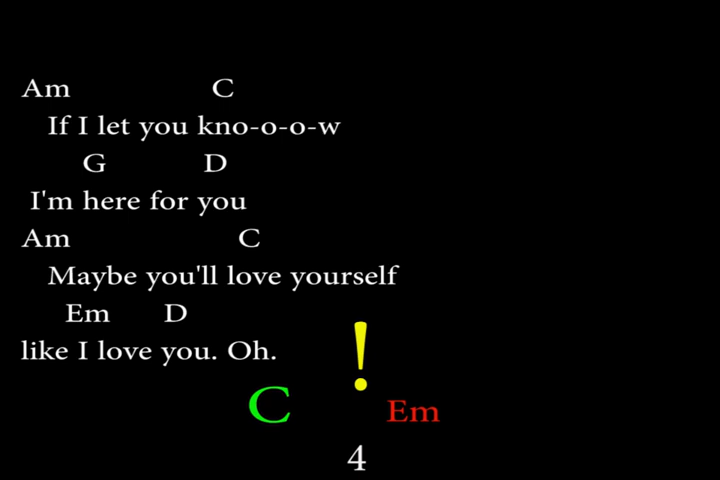 Am C
If I let you kno-o-o-w
G D
I'm here for you
Am C
Maybe you'll love yourself
Em D
like I love you. Oh.
!
C Em
4